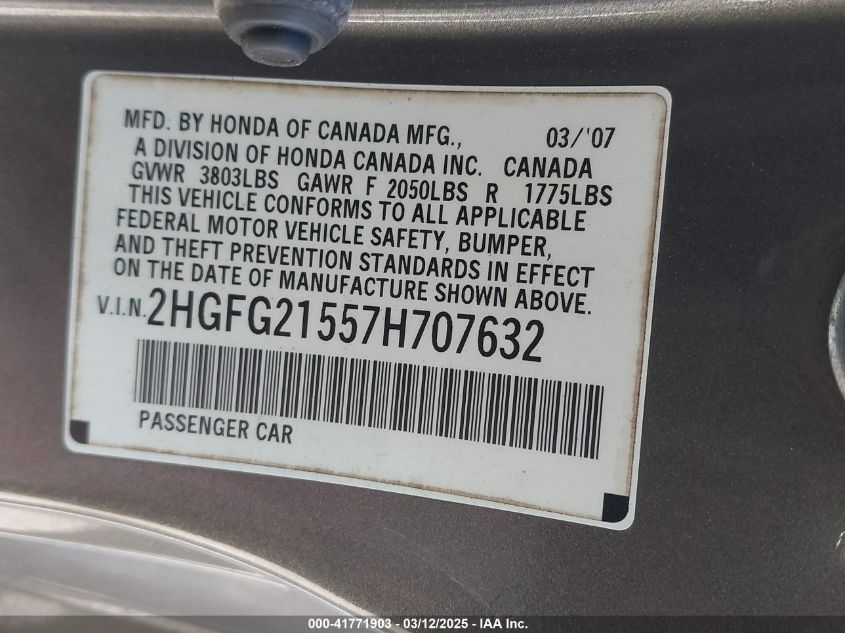 MFD. BY HONDA OF CANADA MFG., 03/'07
A DIVISION OF HONDA CANADA INC. CANADA
GVWR 3803LBS GAWR F 2050LBS R 1775LBS
THIS VEHICLE CONFORMS TO ALL APPLICABLE
FEDERAL MOTOR VEHICLE SAFETY, BUMPER,
AND THEFT PREVENTION STANDARDS IN EFFECT
ON THE DATE OF MANUFACTURE SHOWN ABOVE.
V.I.N. 2HGFG21557H707632
PASSENGER CAR
000-41771903 - 03/12/2025 - IAA Inc.